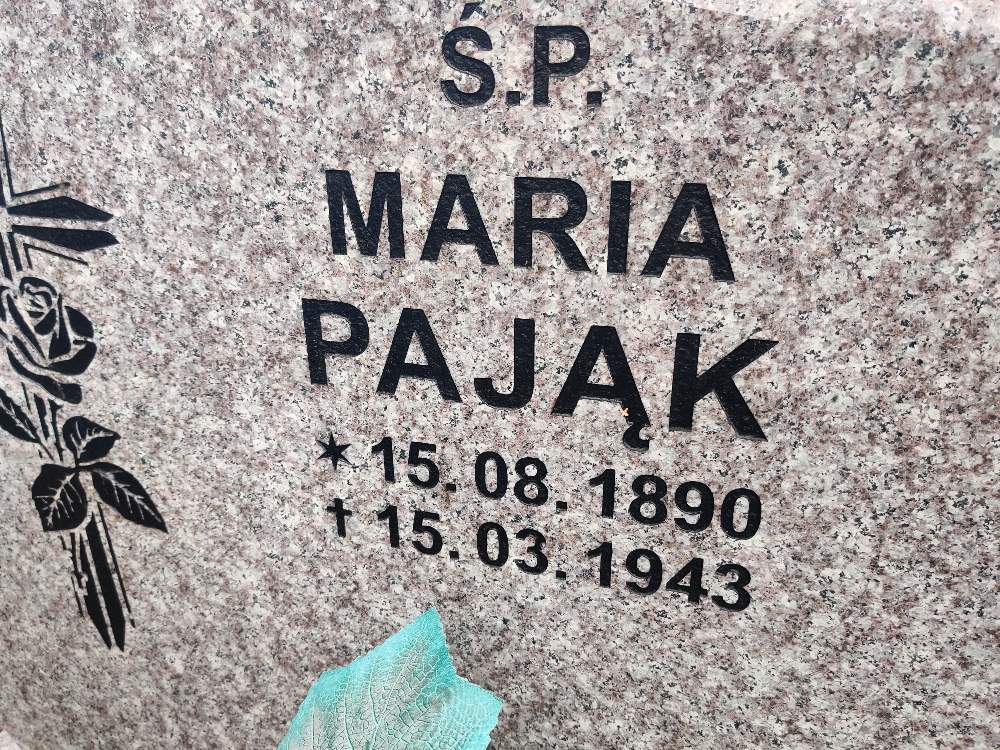 Ś.P.
MARIA
PAJĄK
* 15.08.1890
† 15.03.1943